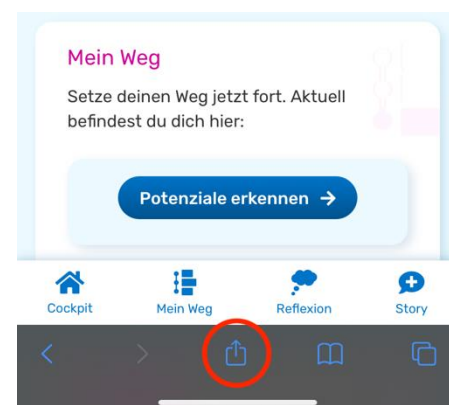 Mein Weg
Setze deinen Weg jetzt fort. Aktuell
befindest du dich hier:
Potenziale erkennen →
Cockpit
Mein Weg
Reflexion
Story